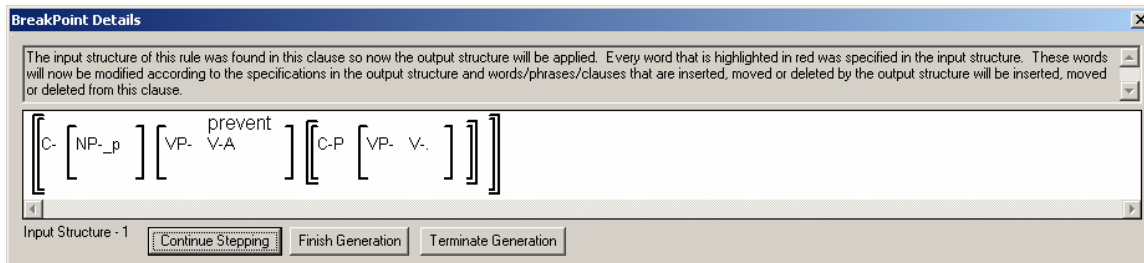 BreakPoint Details
The input structure of this rule was found in this clause so now the output structure will be applied. Every word that is highlighted in red was specified in the input structure. These words
will now be modified according to the specifications in the output structure and words/phrases/clauses that are inserted, moved or deleted by the output structure will be inserted, moved
or deleted from this clause.
prevent
C- NP-_p VP- V-A C-P VP- V-.
Input Structure - 1 Continue Stepping Finish Generation Terminate Generation